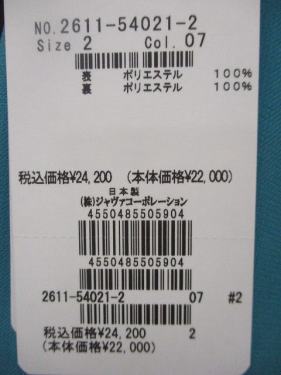 NO.2611-54021-2
Size 2 Col. 07
表 ポリエステル 100%
裏 ポリエステル 100%
税込価格¥24,200 (本体価格¥22,000)
日本製
(株)ジャヴァコーポレーション
4550485505904
4550485505904
2611-54021-2 07 #2
税込価格¥24,200 2
(本体価格¥22,000)